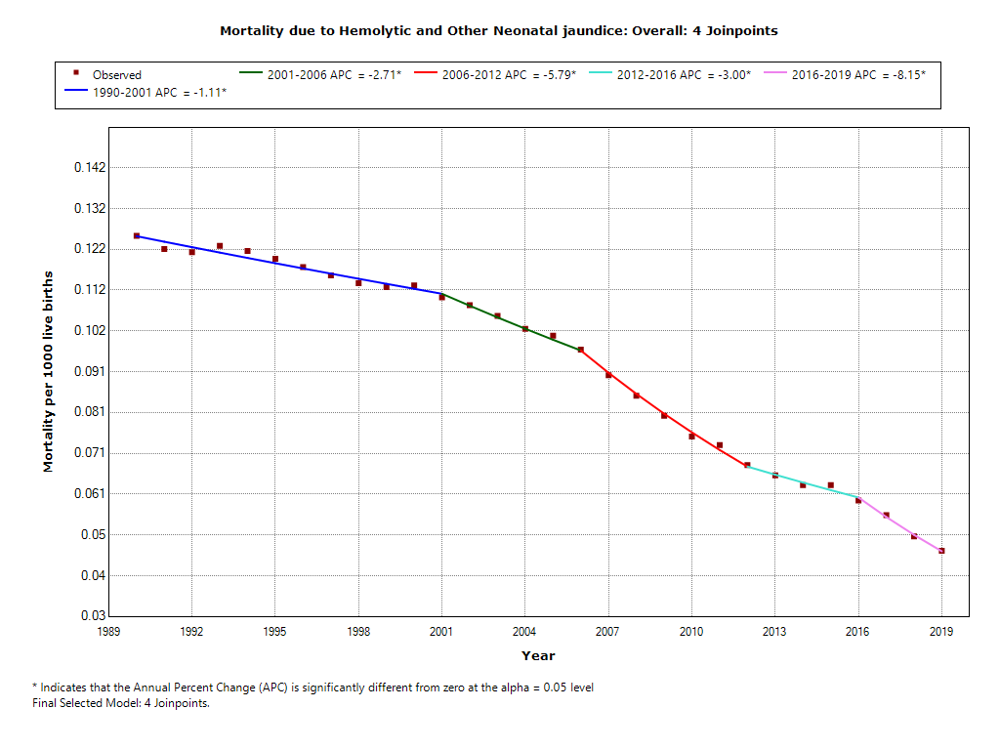 Mortality due to Hemolytic and Other Neonatal jaundice: Overall: 4 Joinpoints
Observed
2001-2006 APC = -2.71*
2006-2012 APC = -5.79*
2012-2016 APC = -3.00*
2016-2019 APC = -8.15*
1990-2001 APC = -1.11*
Mortality per 1000 live births
0.142
0.132
0.122
0.112
0.102
0.091
0.081
0.071
0.061
0.05
0.04
0.03
1989 1992 1995 1998 2001 2004 2007 2010 2013 2016 2019
Year
* Indicates that the Annual Percent Change (APC) is significantly different from zero at the alpha = 0.05 level
Final Selected Model: 4 Joinpoints.